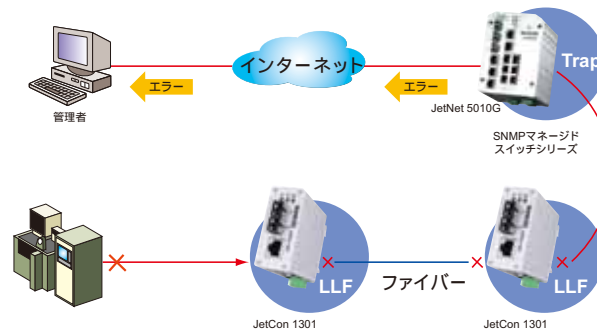 インターネット
Trap
エラー
エラー
管理者
JetNet 5010G
SNMPマネージド
スイッチシリーズ
LLF
ファイバー
LLF
JetCon 1301
JetCon 1301